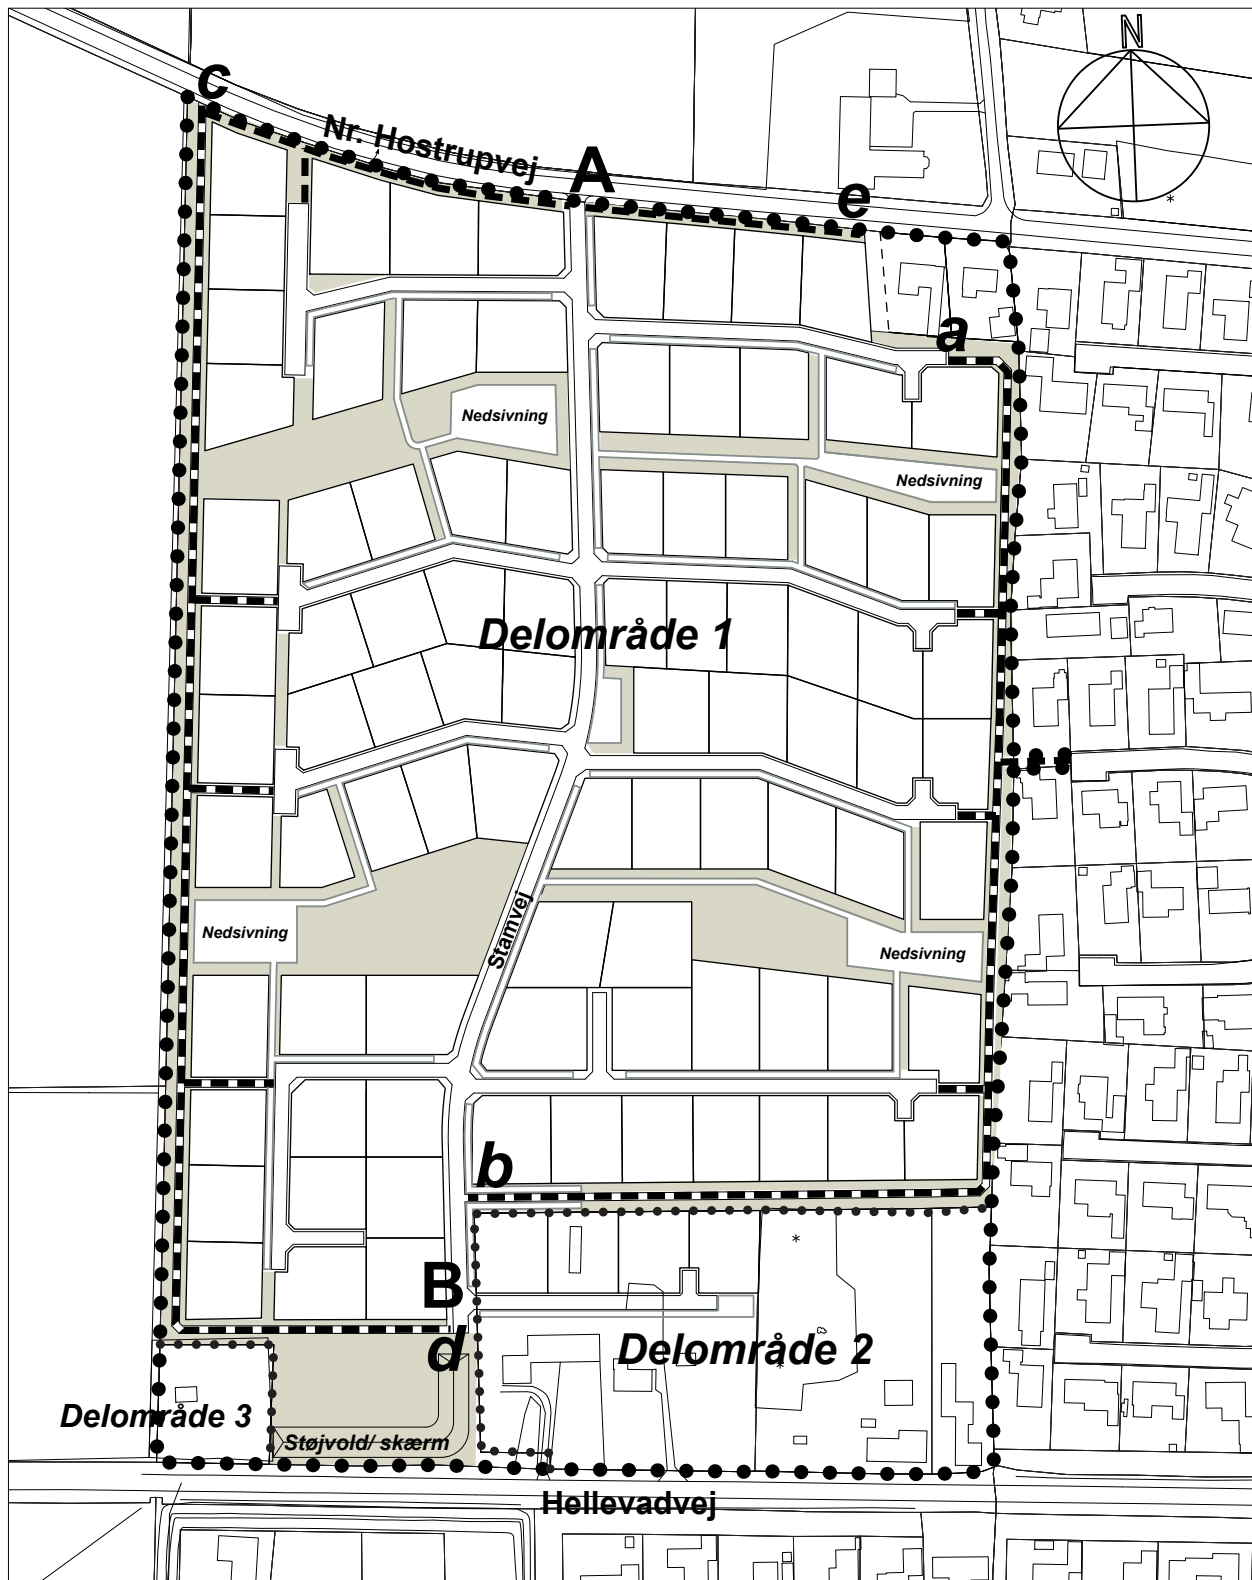 N
c
Nr. Hostrupvej
A
e
a
Nedsivning
Nedsivning
Delområde 1
Stamvej
Nedsivning
Nedsivning
b
B
d
Delområde 2
Delområde 3
Støjvold/ skærm
Hellevadvej